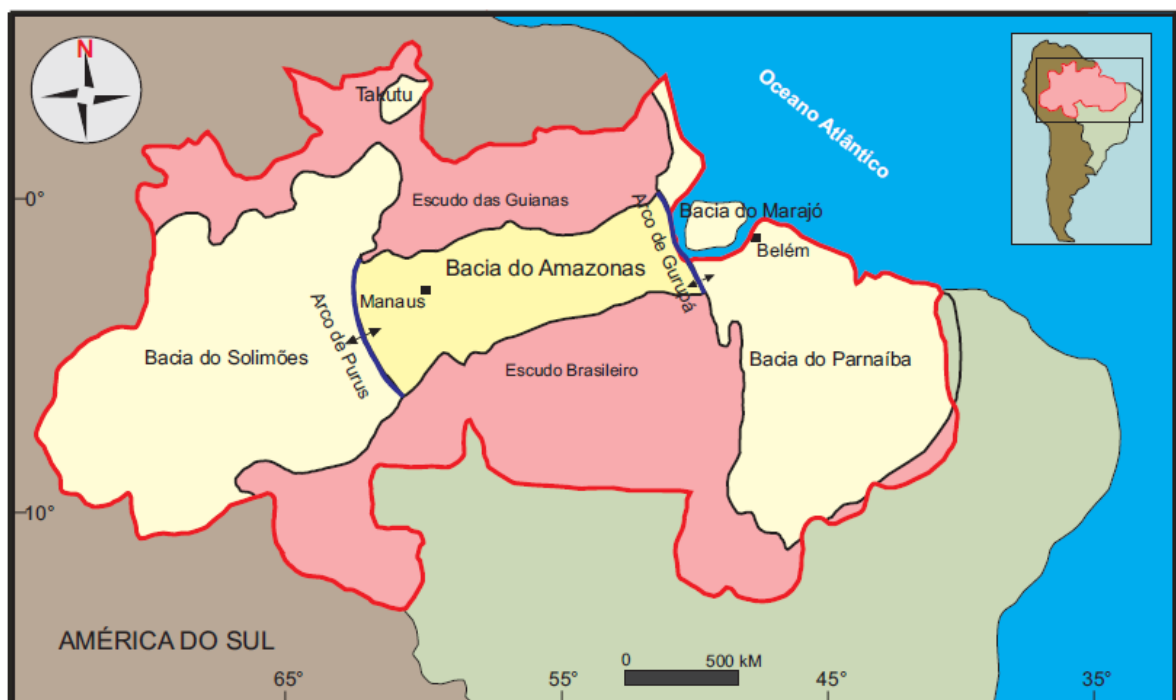 N
Takutu
Oceano Atlântico
0°
Escudo das Guianas
Arco de Gurupá
Bacia do Marajó
Belém
Bacia do Amazonas
Manaus
Arco de Purus
Bacia do Solimões
Escudo Brasileiro
Bacia do Parnaíba
10°
AMÉRICA DO SUL
0 500 kM
65° 55° 45° 35°